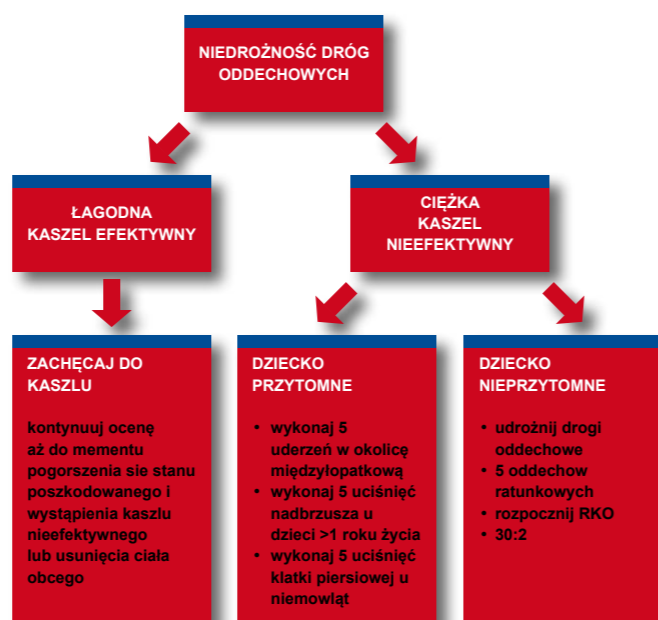 NIEDROŻNOŚĆ DRÓG
ODDECHOWYCH
ŁAGODNA
KASZEL EFEKTYWNY
CIĘŻKA
KASZEL
NIEEFEKTYWNY
ZACHĘCAJ DO
KASZLU
kontynuuj ocenę
aż do mementu
pogorszenia sie stanu
poszkodowanego i
wystąpienia kaszlu
nieefektywnego
lub usunięcia ciała
obcego
DZIECKO
PRZYTOMNE
• wykonaj 5
uderzeń w okolicę
międzyłopatkową
• wykonaj 5 uciśnięć
nadbrzusza u
dzieci >1 roku życia
• wykonaj 5 uciśnięć
klatki piersiowej u
niemowląt
DZIECKO
NIEPRZYTOMNE
• udrożnij drogi
oddechowe
• 5 oddechow
ratunkowych
• rozpocznij RKO
• 30:2